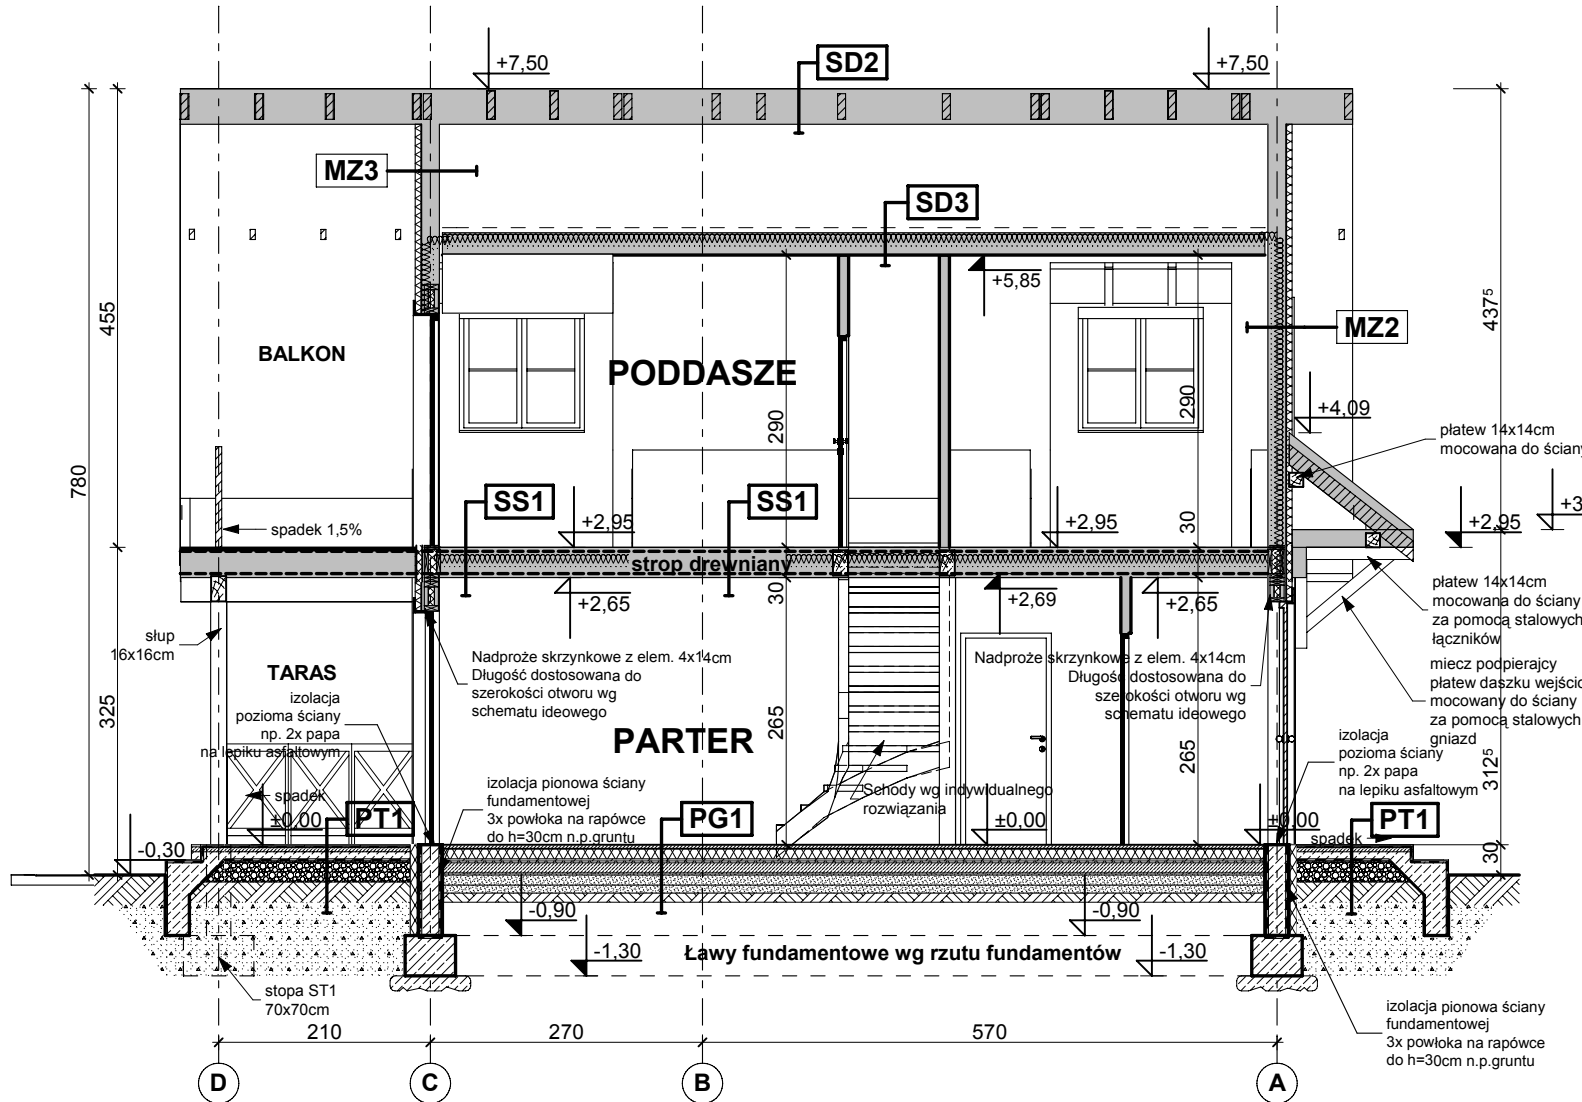 +7,50
SD2
+7,50
MZ3
SD3
+5,85
455
BALKON
PODDASZE
290
290
MZ2
437⁵
+4,09
płatew 14x14cm
mocowana do ściany
780
SS1
SS1
spadek 1,5%
+2,95
+2,95
30
+2,95
+3
strop drewniany
30
+2,65
+2,69
+2,65
płatew 14x14cm
mocowana do ściany
za pomocą stalowych
łączników
słup
16x16cm
Nadproże skrzynkowe z elem. 4x14cm
Długość dostosowana do
szerokości otworu wg
schematu ideowego
Nadproże skrzynkowe z elem. 4x14cm
Długość dostosowana do
szerokości otworu wg
schematu ideowego
miecz podpierajcy
płatew daszku wejścio
mocowany do ściany
za pomocą stalowych
gniazd
TARAS
325
izolacja
pozioma ściany
np. 2x papa
na lepiku asfaltowym
PARTER
265
265
312⁵
izolacja
pozioma ściany
np. 2x papa
na lepiku asfaltowym
izolacja pionowa ściany
fundamentowej
3x powłoka na rapówce
do h=30cm n.p.gruntu
Schody wg indywidualnego
rozwiązania
spadek
±0,00
PT1
PG1
±0,00
±0,00
spadek
PT1
-0,30
30
-0,90
-0,90
-1,30
Ławy fundamentowe wg rzutu fundamentów
-1,30
stopa ST1
70x70cm
izolacja pionowa ściany
fundamentowej
3x powłoka na rapówce
do h=30cm n.p.gruntu
210
270
570
D
C
B
A